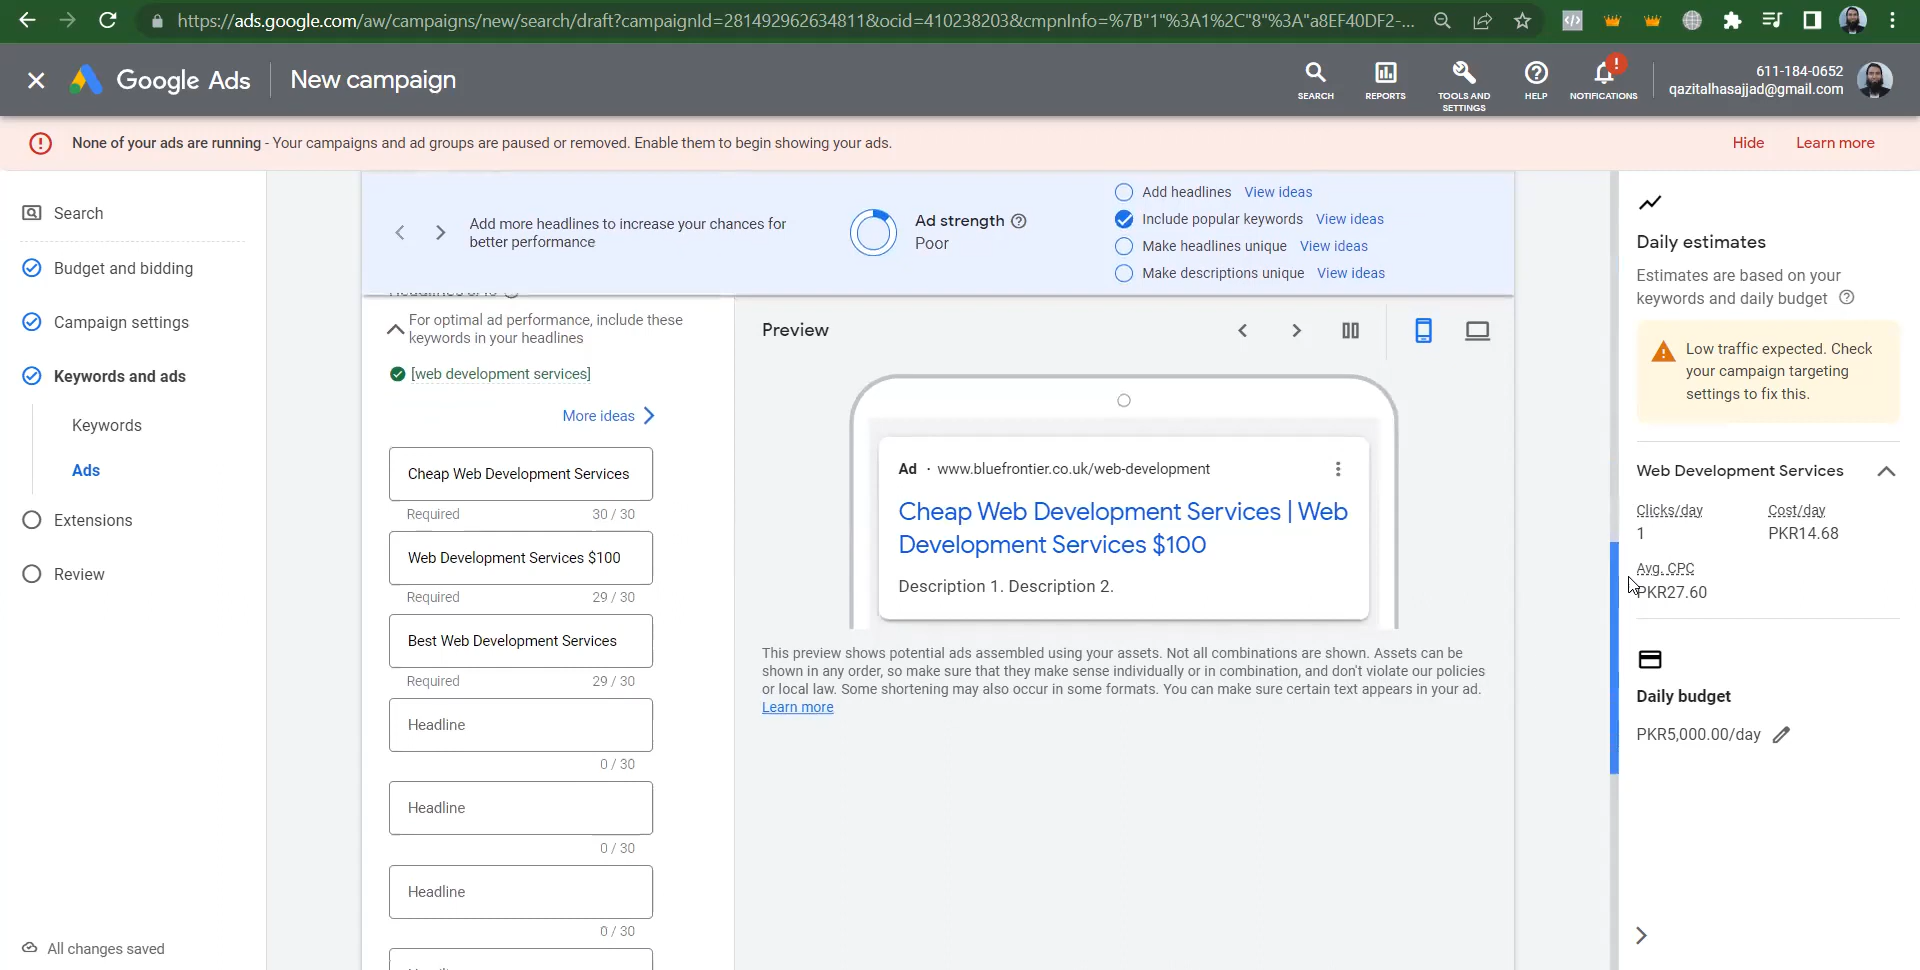 https://ads.google.com/aw/campaigns/new/search/draft?campaignId=281492962634811&ocid=410238203&cmpnInfo=%7B"1"%3A1%2C"8"%3A"a8EF40DF2-...
Google Ads
New campaign
SEARCH
REPORTS
TOOLS AND
SETTINGS
HELP
NOTIFICATIONS
611-184-0652
qazitalhasajjad@gmail.com
None of your ads are running - Your campaigns and ad groups are paused or removed. Enable them to begin showing your ads.
Hide
Learn more
Search
Budget and bidding
Campaign settings
Keywords and ads
Keywords
Ads
Extensions
Review
All changes saved
Add more headlines to increase your chances for
better performance
Ad strength
Poor
Add headlines View ideas
Include popular keywords View ideas
Make headlines unique View ideas
Make descriptions unique View ideas
For optimal ad performance, include these
keywords in your headlines
[web development services]
More ideas
Cheap Web Development Services
Required 30 / 30
Web Development Services $100
Required 29 / 30
Best Web Development Services
Required 29 / 30
Headline
0 / 30
Headline
0 / 30
Headline
0 / 30
Preview
Ad · www.bluefrontier.co.uk/web-development
Cheap Web Development Services | Web
Development Services $100
Description 1. Description 2.
This preview shows potential ads assembled using your assets. Not all combinations are shown. Assets can be
shown in any order, so make sure that they make sense individually or in combination, and don't violate our policies
or local law. Some shortening may also occur in some formats. You can make sure certain text appears in your ad.
Learn more
Daily estimates
Estimates are based on your
keywords and daily budget
Low traffic expected. Check
your campaign targeting
settings to fix this.
Web Development Services
Clicks/day
Cost/day
1
PKR14.68
Avg. CPC
PKR27.60
Daily budget
PKR5,000.00/day